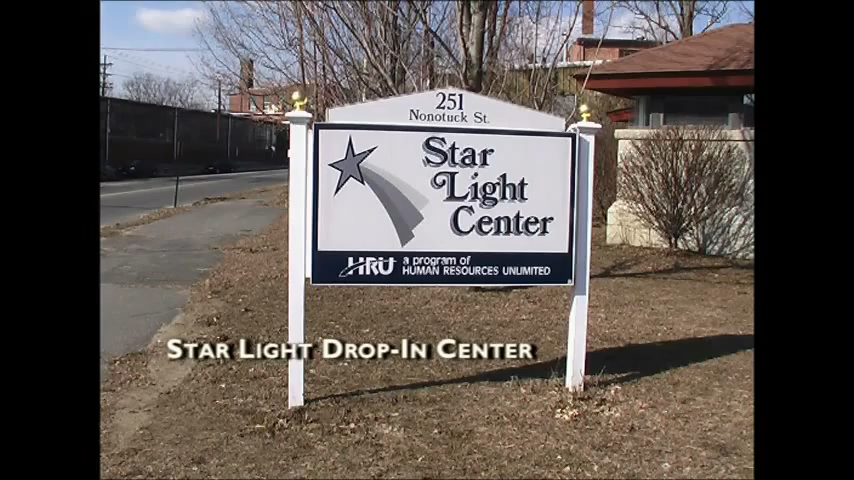 251
Nonotuck St.
Star
Light
Center
HRU
a program of
HUMAN RESOURCES UNLIMITED
STAR LIGHT DROP-IN CENTER